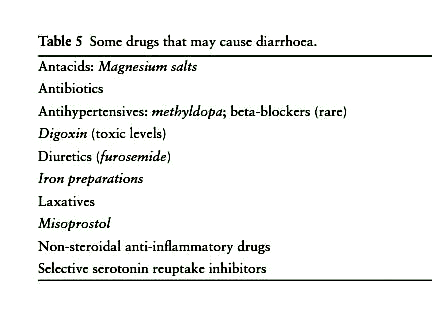 Table 5 Some drugs that may cause diarrhoea.
Antacids: Magnesium salts
Antibiotics
Antihypertensives: methyldopa; beta-blockers (rare)
Digoxin (toxic levels)
Diuretics (furosemide)
Iron preparations
Laxatives
Misoprostol
Non-steroidal anti-inflammatory drugs
Selective serotonin reuptake inhibitors